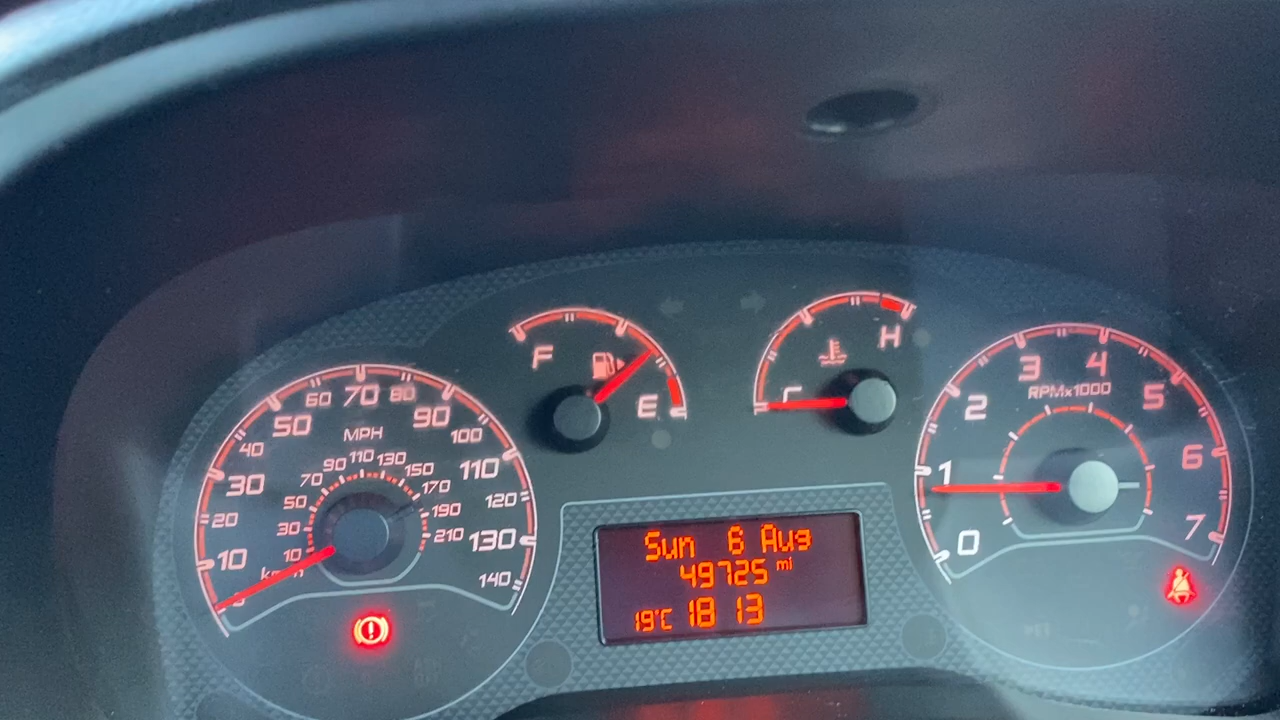 F
E
C
H
10 20 30 40 50 60 70 80 90 100 110 120 130 140
MPH
10 30 50 70 90 110 130 150 170 190 210
0 1 2 3 4 5 6 7
RPMx1000
Sun 6 Aug
49725 mi
19°C 18 13